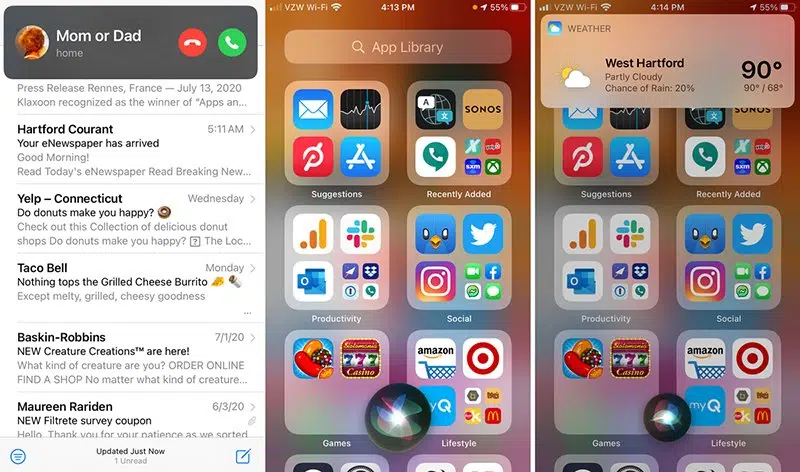 Mom or Dad
home
Press Release Rennes, France — July 13, 2020
Klaxoon recognized as the winner of "Apps an...
Hartford Courant 5:11 AM
Your eNewspaper has arrived
Good Morning!
Read Today's eNewspaper Read Breaking New...
Yelp – Connecticut Wednesday
Do donuts make you happy? 🍩
Check out this Collection of delicious donut
shops Do donuts make you happy? ⍰ The Loc...
Taco Bell Monday
Nothing tops the Grilled Cheese Burrito 🧀 🌯
Except melty, grilled, cheesy goodness
...
Baskin-Robbins 7/1/20
NEW Creature Creations™ are here!
What kind of creature are you? ORDER ONLINE
FIND A SHOP No matter what kind of creature...
Maureen Rariden 6/3/20
NEW Filtrete survey coupon
Hello, Thank you for your patience as we sorted
Updated Just Now
1 Unread
VZW Wi-Fi 4:13 PM 55%
App Library
A
SONOS
sxm
Suggestions Recently Added
Productivity Social
Slotomania
777
Casino
amazon
myQ
Games Lifestyle
VZW Wi-Fi 4:14 PM 55%
WEATHER
West Hartford
Partly Cloudy
Chance of Rain: 20%
90°
90° / 68°
SONOS
sxm
Suggestions Recently Added
Productivity Social
Slotomania
777
Casino
amazon
myQ
Games Lifestyle